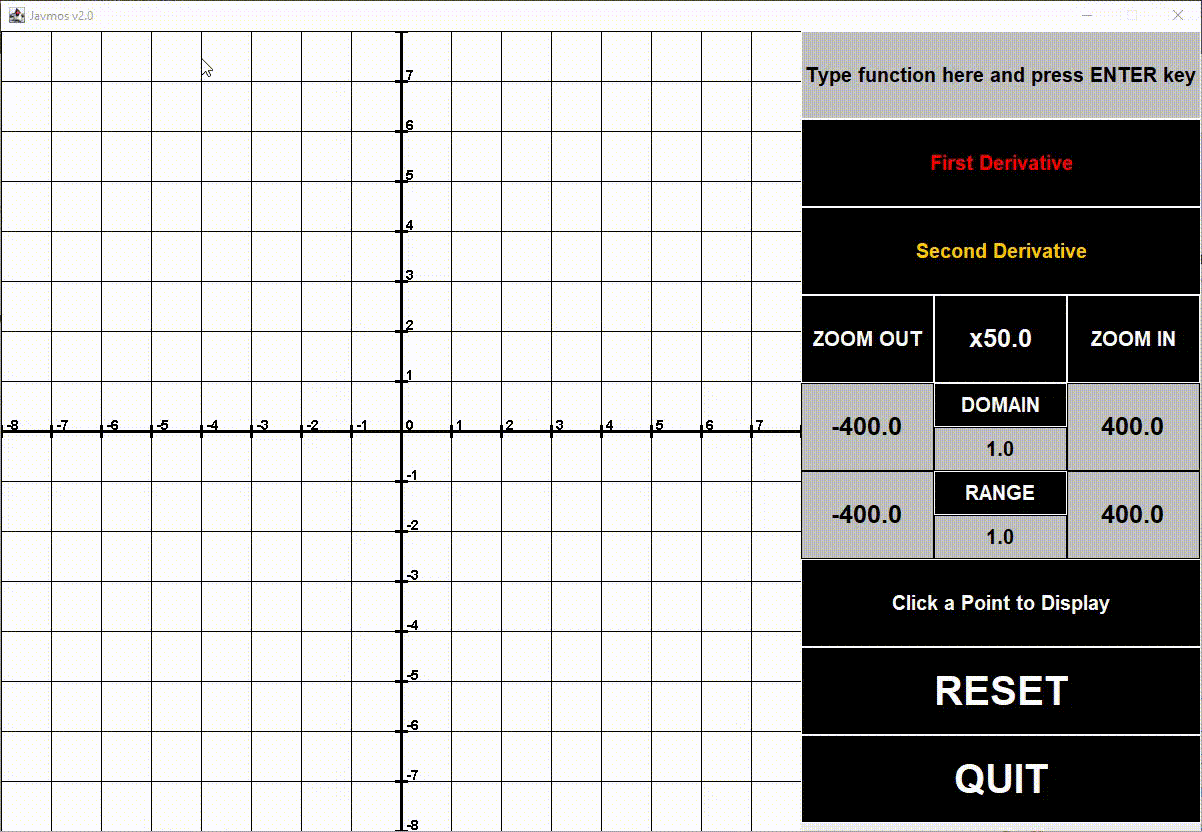 Javmos v2.0
Type function here and press ENTER key
First Derivative
Second Derivative
ZOOM OUT x50.0 ZOOM IN
-400.0 DOMAIN 400.0
1.0
-400.0 RANGE 400.0
1.0
Click a Point to Display
RESET
QUIT
7
6
5
4
3
2
1
-8 -7 -6 -5 -4 -3 -2 -1 0 1 2 3 4 5 6 7
-1
-2
-3
-4
-5
-6
-7
-8